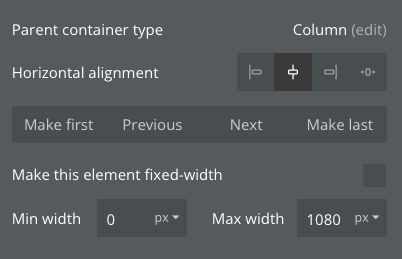 Parent container type Column (edit)
Horizontal alignment
Make first Previous Next Make last
Make this element fixed-width
Min width 0 px Max width 1080 px